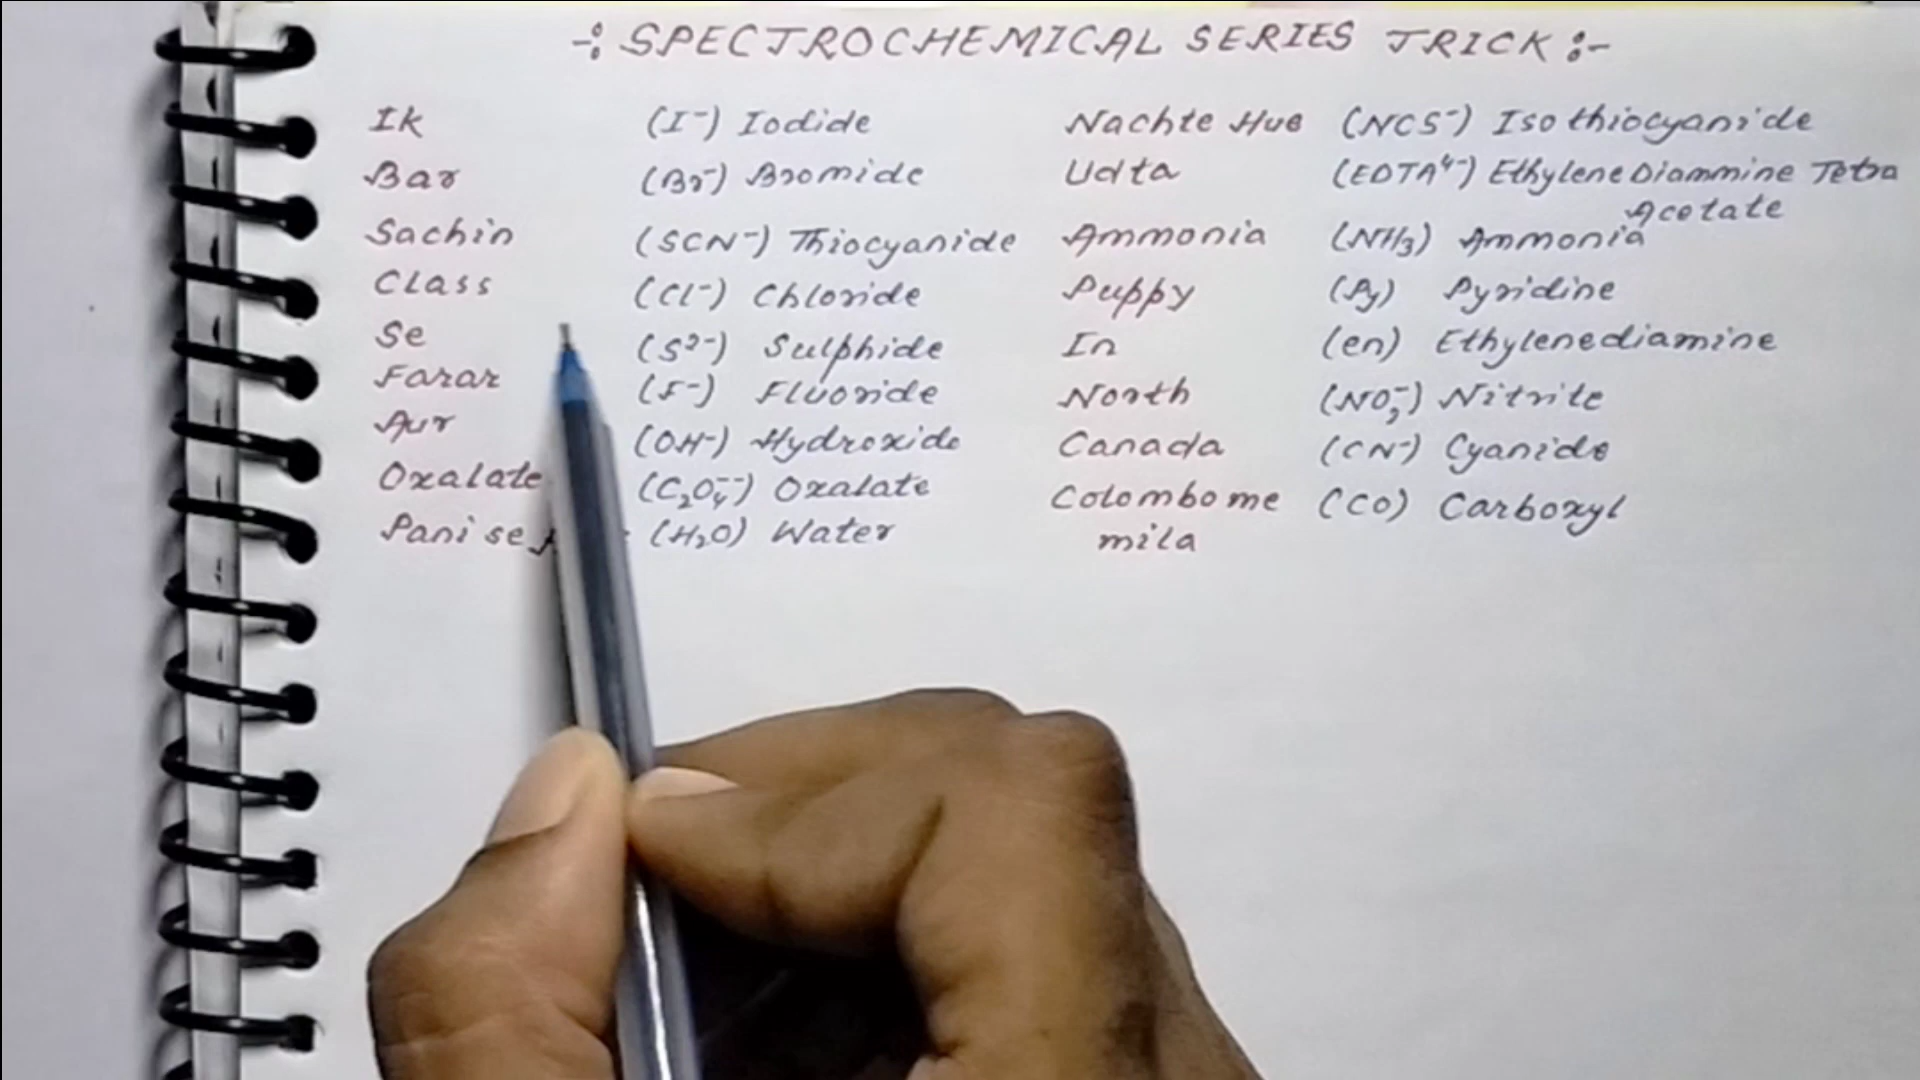 -: SPECTROCHEMICAL SERIES TRICK :-
Ik (I⁻) Iodide
Bar (Br⁻) Bromide
Sachin (SCN⁻) Thiocyanide
Class (Cl⁻) Chloride
Se (S²⁻) Sulphide
Farar (F⁻) Fluoride
Aur (OH⁻) Hydroxide
Oxalate (C₂O₄⁻⁻) Oxalate
Pani se (H₂O) Water
Nachte Hue (NCS⁻) Isothiocyanide
Udta (EDTA⁴⁻) Ethylene Diammine Tetra
Acetate
Ammonia (NH₃) Ammonia
Puppy (Py) Pyridine
In (en) Ethylenediamine
North (NO₂⁻) Nitrite
Canada (CN⁻) Cyanide
Colombo me (CO) Carboxyl
mila